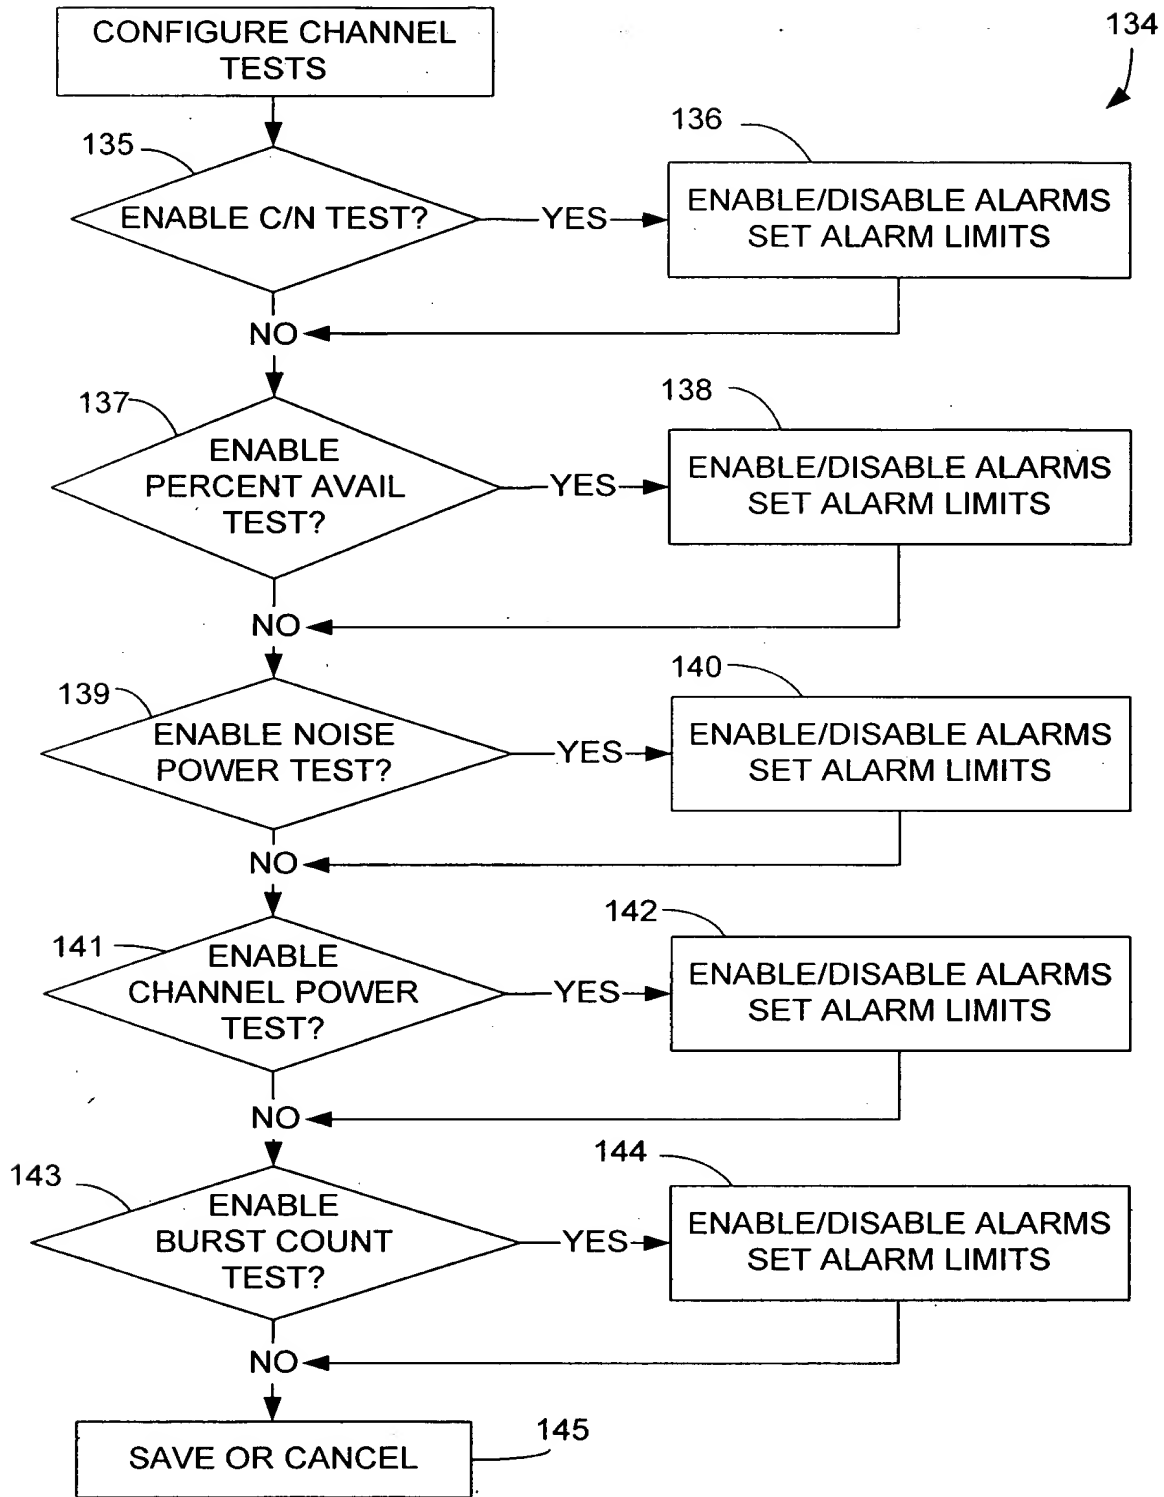 CONFIGURE CHANNEL
TESTS
134
135
ENABLE C/N TEST?
YES
136
ENABLE/DISABLE ALARMS
SET ALARM LIMITS
NO
137
ENABLE
PERCENT AVAIL
TEST?
YES
138
ENABLE/DISABLE ALARMS
SET ALARM LIMITS
NO
139
ENABLE NOISE
POWER TEST?
YES
140
ENABLE/DISABLE ALARMS
SET ALARM LIMITS
NO
141
ENABLE
CHANNEL POWER
TEST?
YES
142
ENABLE/DISABLE ALARMS
SET ALARM LIMITS
NO
143
ENABLE
BURST COUNT
TEST?
YES
144
ENABLE/DISABLE ALARMS
SET ALARM LIMITS
NO
SAVE OR CANCEL
145